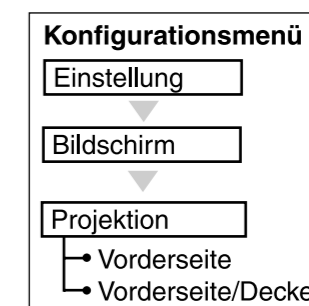 Konfigurationsmenü
Einstellung
Bildschirm
Projektion
Vorderseite
Vorderseite/Decke